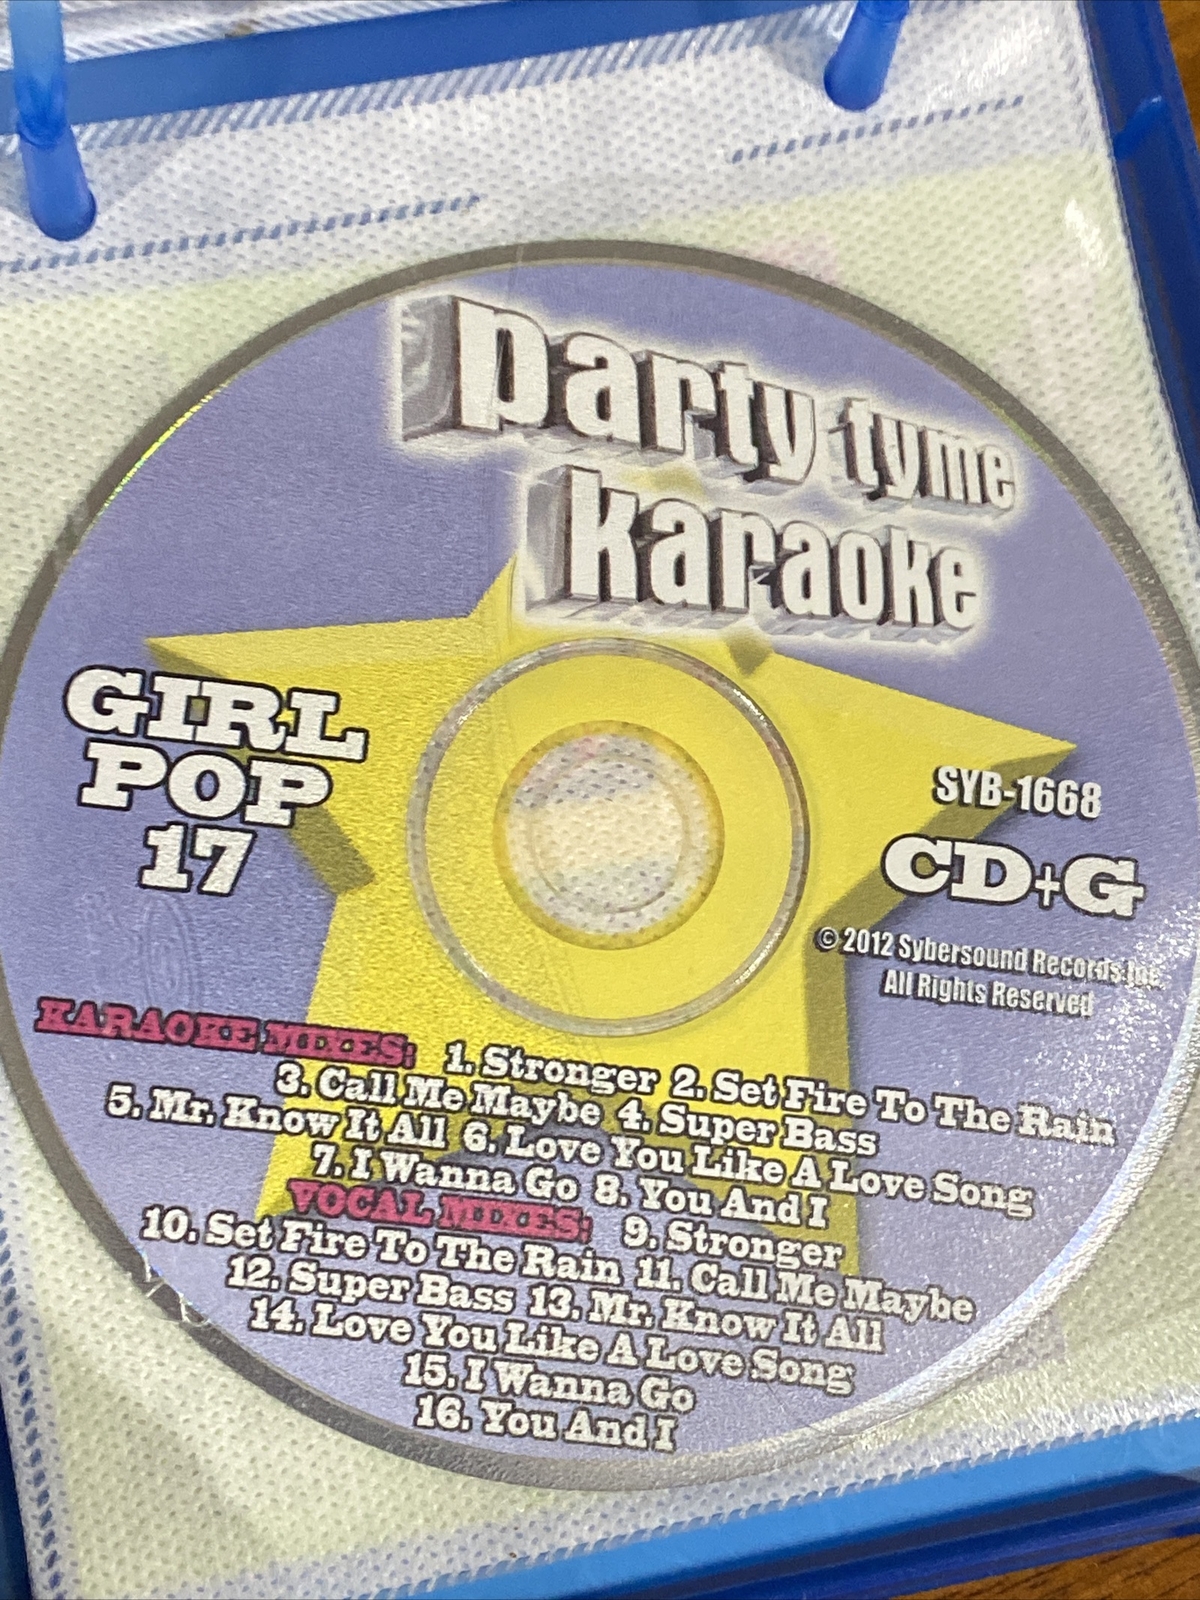 party tyme
karaoke
GIRL
POP
17
SYB-1668
CD+G
© 2012 Sybersound Records Inc.
All Rights Reserved
KARAOKE MIXES: 1. Stronger 2. Set Fire To The Rain
3. Call Me Maybe 4. Super Bass
5. Mr. Know It All 6. Love You Like A Love Song
7. I Wanna Go 8. You And I
VOCAL MIXES: 9. Stronger
10. Set Fire To The Rain 11. Call Me Maybe
12. Super Bass 13. Mr. Know It All
14. Love You Like A Love Song
15. I Wanna Go
16. You And I